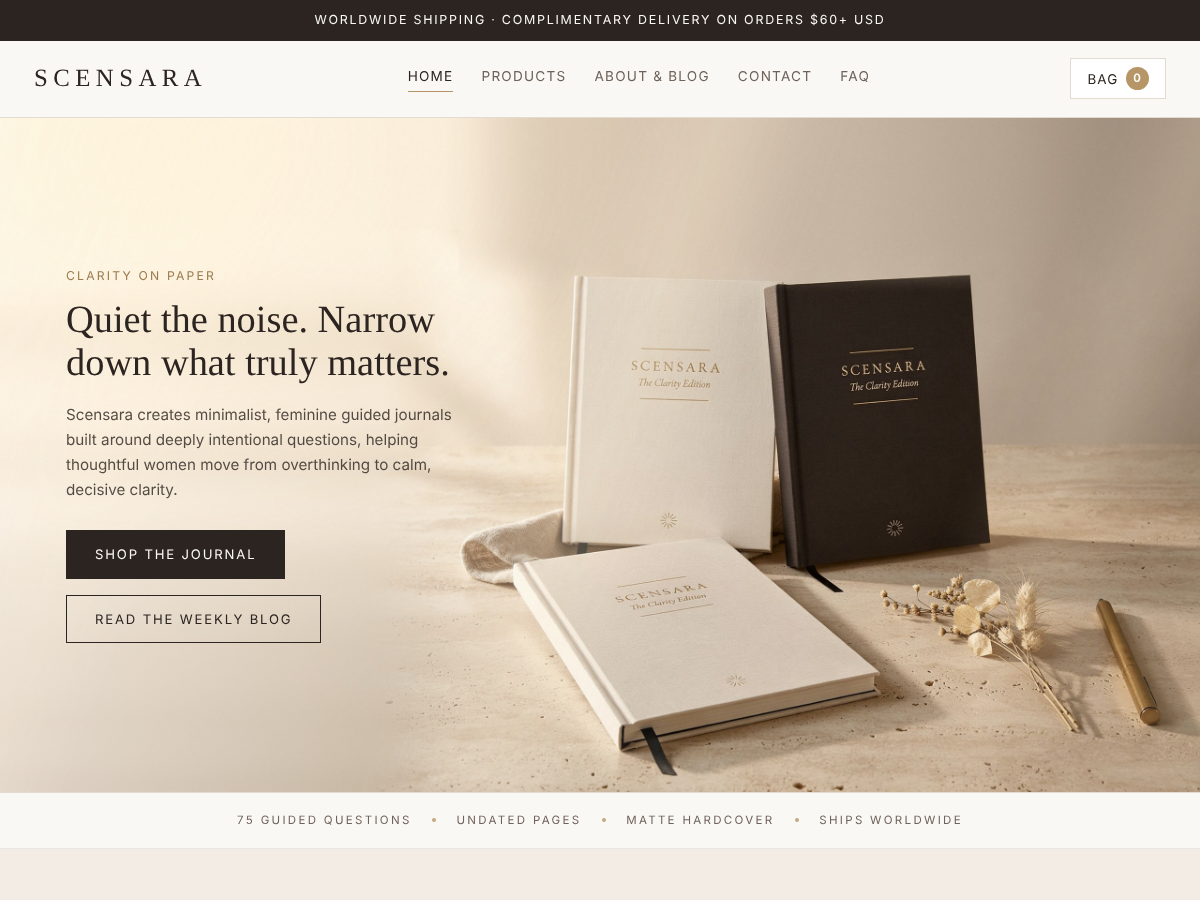 WORLDWIDE SHIPPING · COMPLIMENTARY DELIVERY ON ORDERS $60+ USD
SCENSARA
HOME PRODUCTS ABOUT & BLOG CONTACT FAQ
BAG 0
CLARITY ON PAPER
Quiet the noise. Narrow
down what truly matters.
Scensara creates minimalist, feminine guided journals
built around deeply intentional questions, helping
thoughtful women move from overthinking to calm,
decisive clarity.
SHOP THE JOURNAL
READ THE WEEKLY BLOG
SCENSARA
The Clarity Edition
SCENSARA
The Clarity Edition
SCENSARA
The Clarity Edition
75 GUIDED QUESTIONS • UNDATED PAGES • MATTE HARDCOVER • SHIPS WORLDWIDE